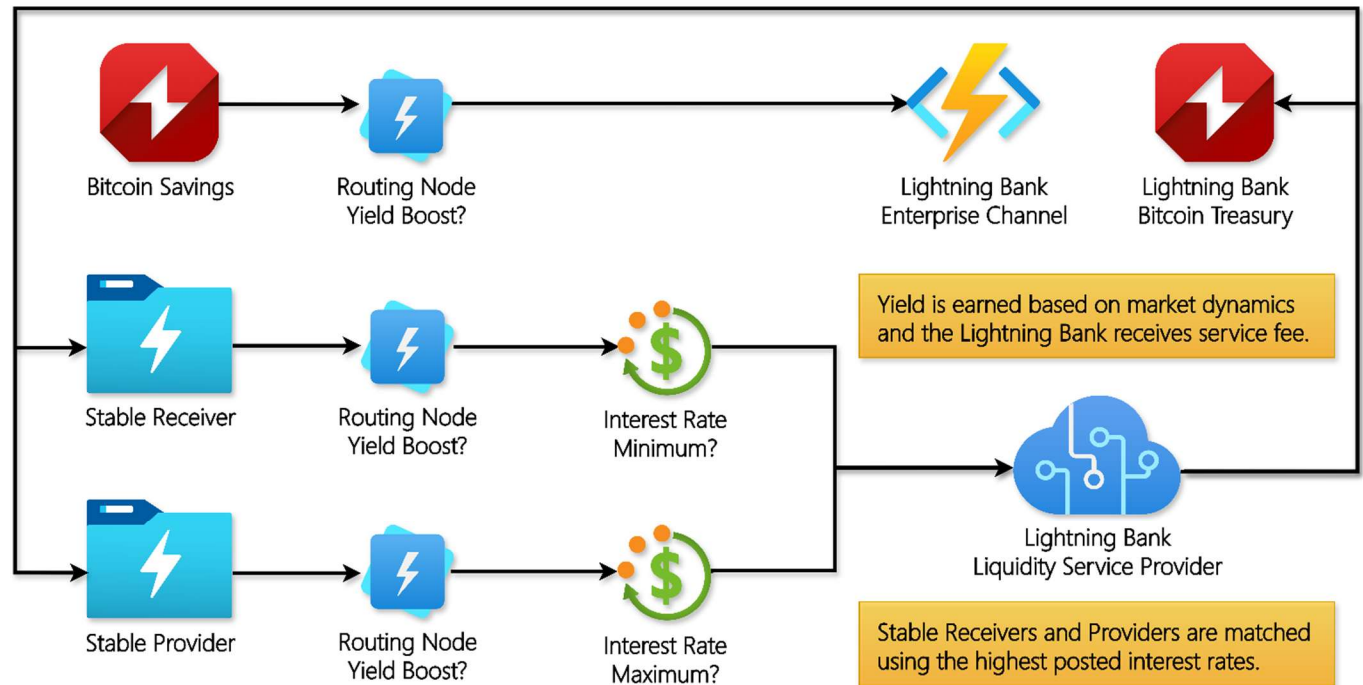 Bitcoin Savings
Routing Node
Yield Boost?
Lightning Bank
Enterprise Channel
Lightning Bank
Bitcoin Treasury
Yield is earned based on market dynamics
and the Lightning Bank receives service fee.
Stable Receiver
Routing Node
Yield Boost?
$
Interest Rate
Minimum?
Lightning Bank
Liquidity Service Provider
Stable Provider
Routing Node
Yield Boost?
$
Interest Rate
Maximum?
Stable Receivers and Providers are matched
using the highest posted interest rates.